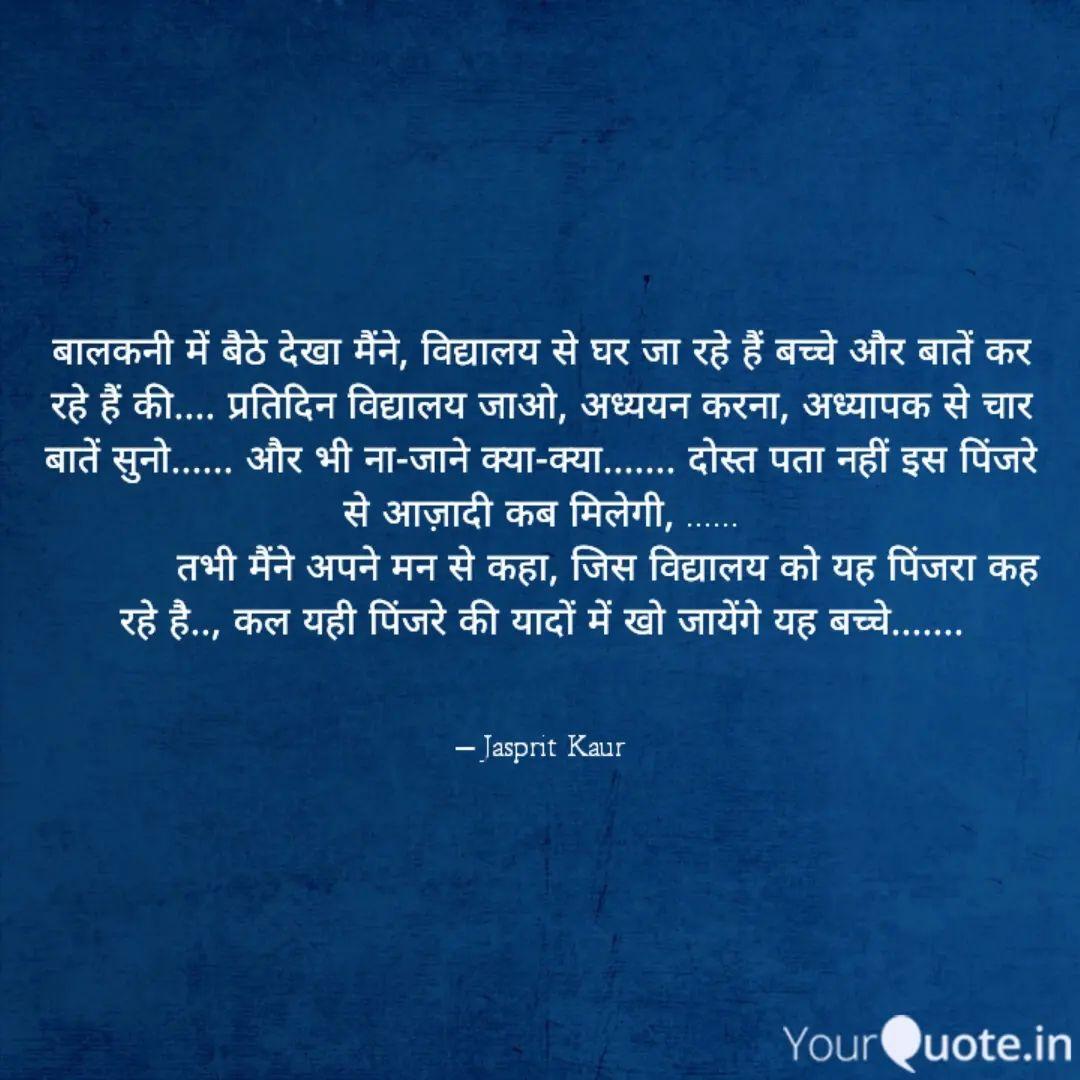 बालकनी में बैठे देखा मैंने, विद्यालय से घर जा रहे हैं बच्चे और बातें कर
रहे हैं की.... प्रतिदिन विद्यालय जाओ, अध्ययन करना, अध्यापक से चार
बातें सुनो...... और भी ना-जाने क्या-क्या....... दोस्त पता नहीं इस पिंजरे
से आज़ादी कब मिलेगी, ......
तभी मैंने अपने मन से कहा, जिस विद्यालय को यह पिंजरा कह
रहे है.., कल यही पिंजरे की यादों में खो जायेंगे यह बच्चे.......
– Jasprit Kaur
YourQuote.in